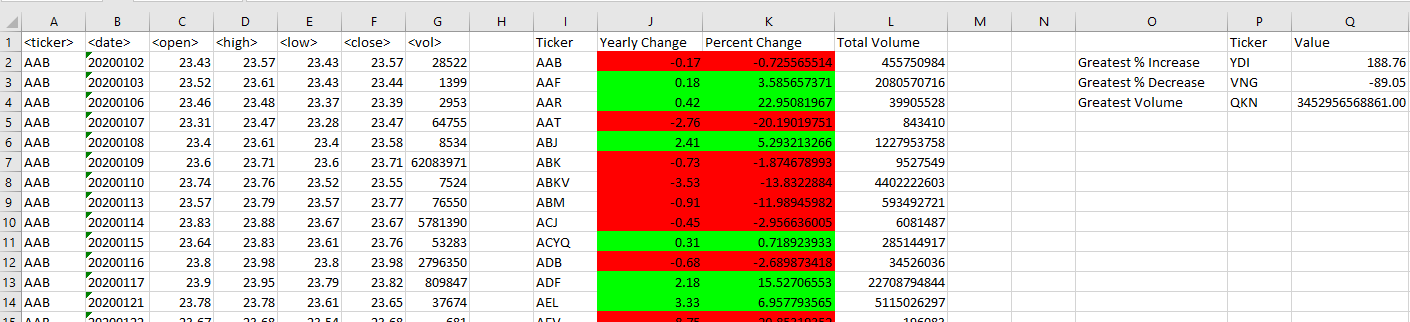 A B C D E F G H I J K L M N O P Q
1 <ticker> <date> <open> <high> <low> <close> <vol> Ticker Yearly Change Percent Change Total Volume Ticker Value
2 AAB 20200102 23.43 23.57 23.43 23.57 28522 AAB -0.17 -0.725565514 455750984 Greatest % Increase YDI 188.76
3 AAB 20200103 23.52 23.61 23.43 23.44 1399 AAF 0.18 3.585657371 2080570716 Greatest % Decrease VNG -89.05
4 AAB 20200106 23.46 23.48 23.37 23.39 2953 AAR 0.42 22.95081967 39905528 Greatest Volume QKN 3452956568861.00
5 AAB 20200107 23.31 23.47 23.28 23.47 64755 AAT -2.76 -20.19019751 843410
6 AAB 20200108 23.4 23.61 23.4 23.58 8534 ABJ 2.41 5.293213266 1227953758
7 AAB 20200109 23.6 23.71 23.6 23.71 62083971 ABK -0.73 -1.874678993 9527549
8 AAB 20200110 23.74 23.76 23.52 23.55 7524 ABKV -3.53 -13.8322884 4402222603
9 AAB 20200113 23.57 23.79 23.57 23.77 76550 ABM -0.91 -11.98945982 593492721
10 AAB 20200114 23.83 23.88 23.67 23.67 5781390 ACJ -0.45 -2.956636005 6081487
11 AAB 20200115 23.64 23.83 23.61 23.76 53283 ACYQ 0.31 0.718923933 285144917
12 AAB 20200116 23.8 23.98 23.8 23.98 2796350 ADB -0.68 -2.689873418 34526036
13 AAB 20200117 23.9 23.95 23.79 23.82 809847 ADF 2.18 15.52706553 22708794844
14 AAB 20200121 23.78 23.78 23.61 23.65 37674 AEL 3.33 6.957793565 5115026297